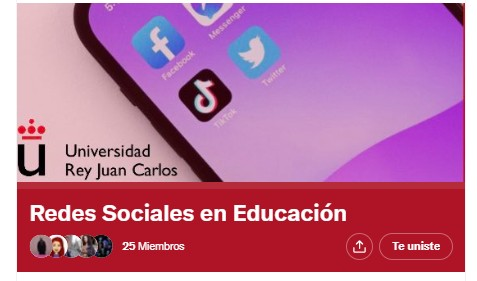 Messenger
Facebook
Twitter
TikTok
u
Universidad
Rey Juan Carlos
Redes Sociales en Educación
25 Miembros
Te uniste